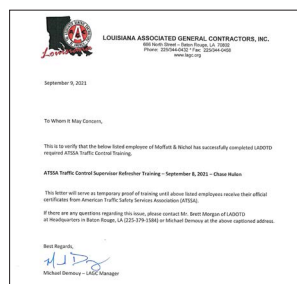 Louisiana
LOUISIANA ASSOCIATED GENERAL CONTRACTORS, INC.
666 North Street – Baton Rouge, LA 70802
Phone: 225/344-0432 * Fax: 225/344-0458
www.lagc.org
September 9, 2021
To Whom It May Concern,
This is to verify that the below listed employee of Moffatt & Nichol has successfully completed LADOTD
required ATSSA Traffic Control Training.
ATSSA Traffic Control Supervisor Refresher Training – September 8, 2021 – Chase Hulon
This letter will serve as temporary proof of training until above listed employees receive their official
certificates from American Traffic Safety Services Association (ATSSA).
If there are any questions regarding this issue, please contact Mr. Brett Morgan of LADOTD
at Headquarters in Baton Rouge, LA (225-379-1584) or Michael Demouy at the above captioned address.
Best Regards,
Michael Demouy – LAGC Manager